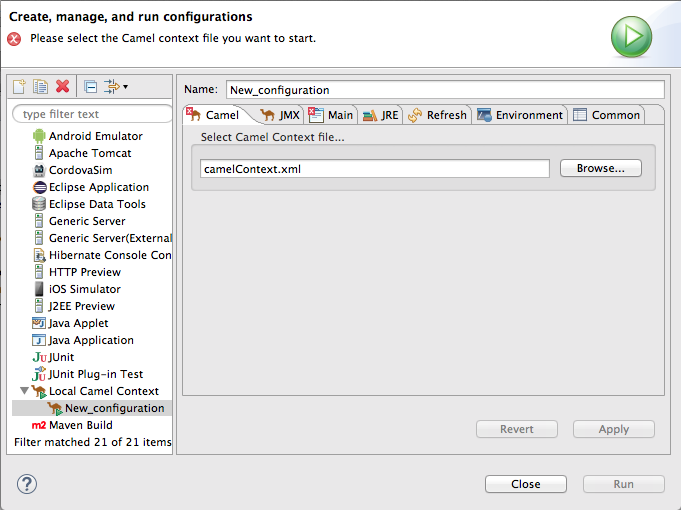 Create, manage, and run configurations
Please select the Camel context file you want to start.
Name: New_configuration
type filter text
Camel JMX Main JRE Refresh Environment Common
Select Camel Context file...
camelContext.xml Browse...
Android Emulator
Apache Tomcat
CordovaSim
Eclipse Application
Eclipse Data Tools
Generic Server
Generic Server(External
Hibernate Console Con
HTTP Preview
iOS Simulator
J2EE Preview
Java Applet
Java Application
JU JUnit
JU JUnit Plug-in Test
Local Camel Context
New_configuration
m2 Maven Build
Filter matched 21 of 21 items
Revert Apply
? Close Run